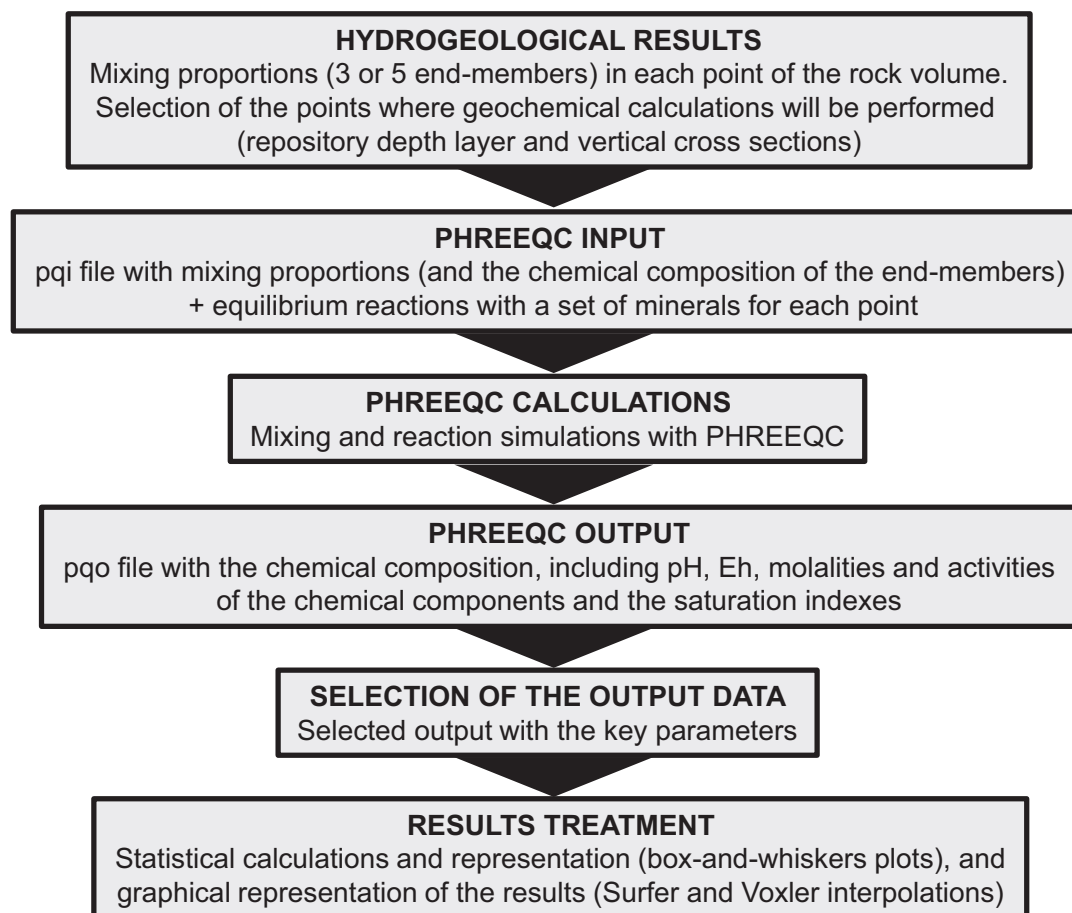 HYDROGEOLOGICAL RESULTS
Mixing proportions (3 or 5 end-members) in each point of the rock volume.
Selection of the points where geochemical calculations will be performed
(repository depth layer and vertical cross sections)
PHREEQC INPUT
pqi file with mixing proportions (and the chemical composition of the end-members)
+ equilibrium reactions with a set of minerals for each point
PHREEQC CALCULATIONS
Mixing and reaction simulations with PHREEQC
PHREEQC OUTPUT
pqo file with the chemical composition, including pH, Eh, molalities and activities
of the chemical components and the saturation indexes
SELECTION OF THE OUTPUT DATA
Selected output with the key parameters
RESULTS TREATMENT
Statistical calculations and representation (box-and-whiskers plots), and
graphical representation of the results (Surfer and Voxler interpolations)